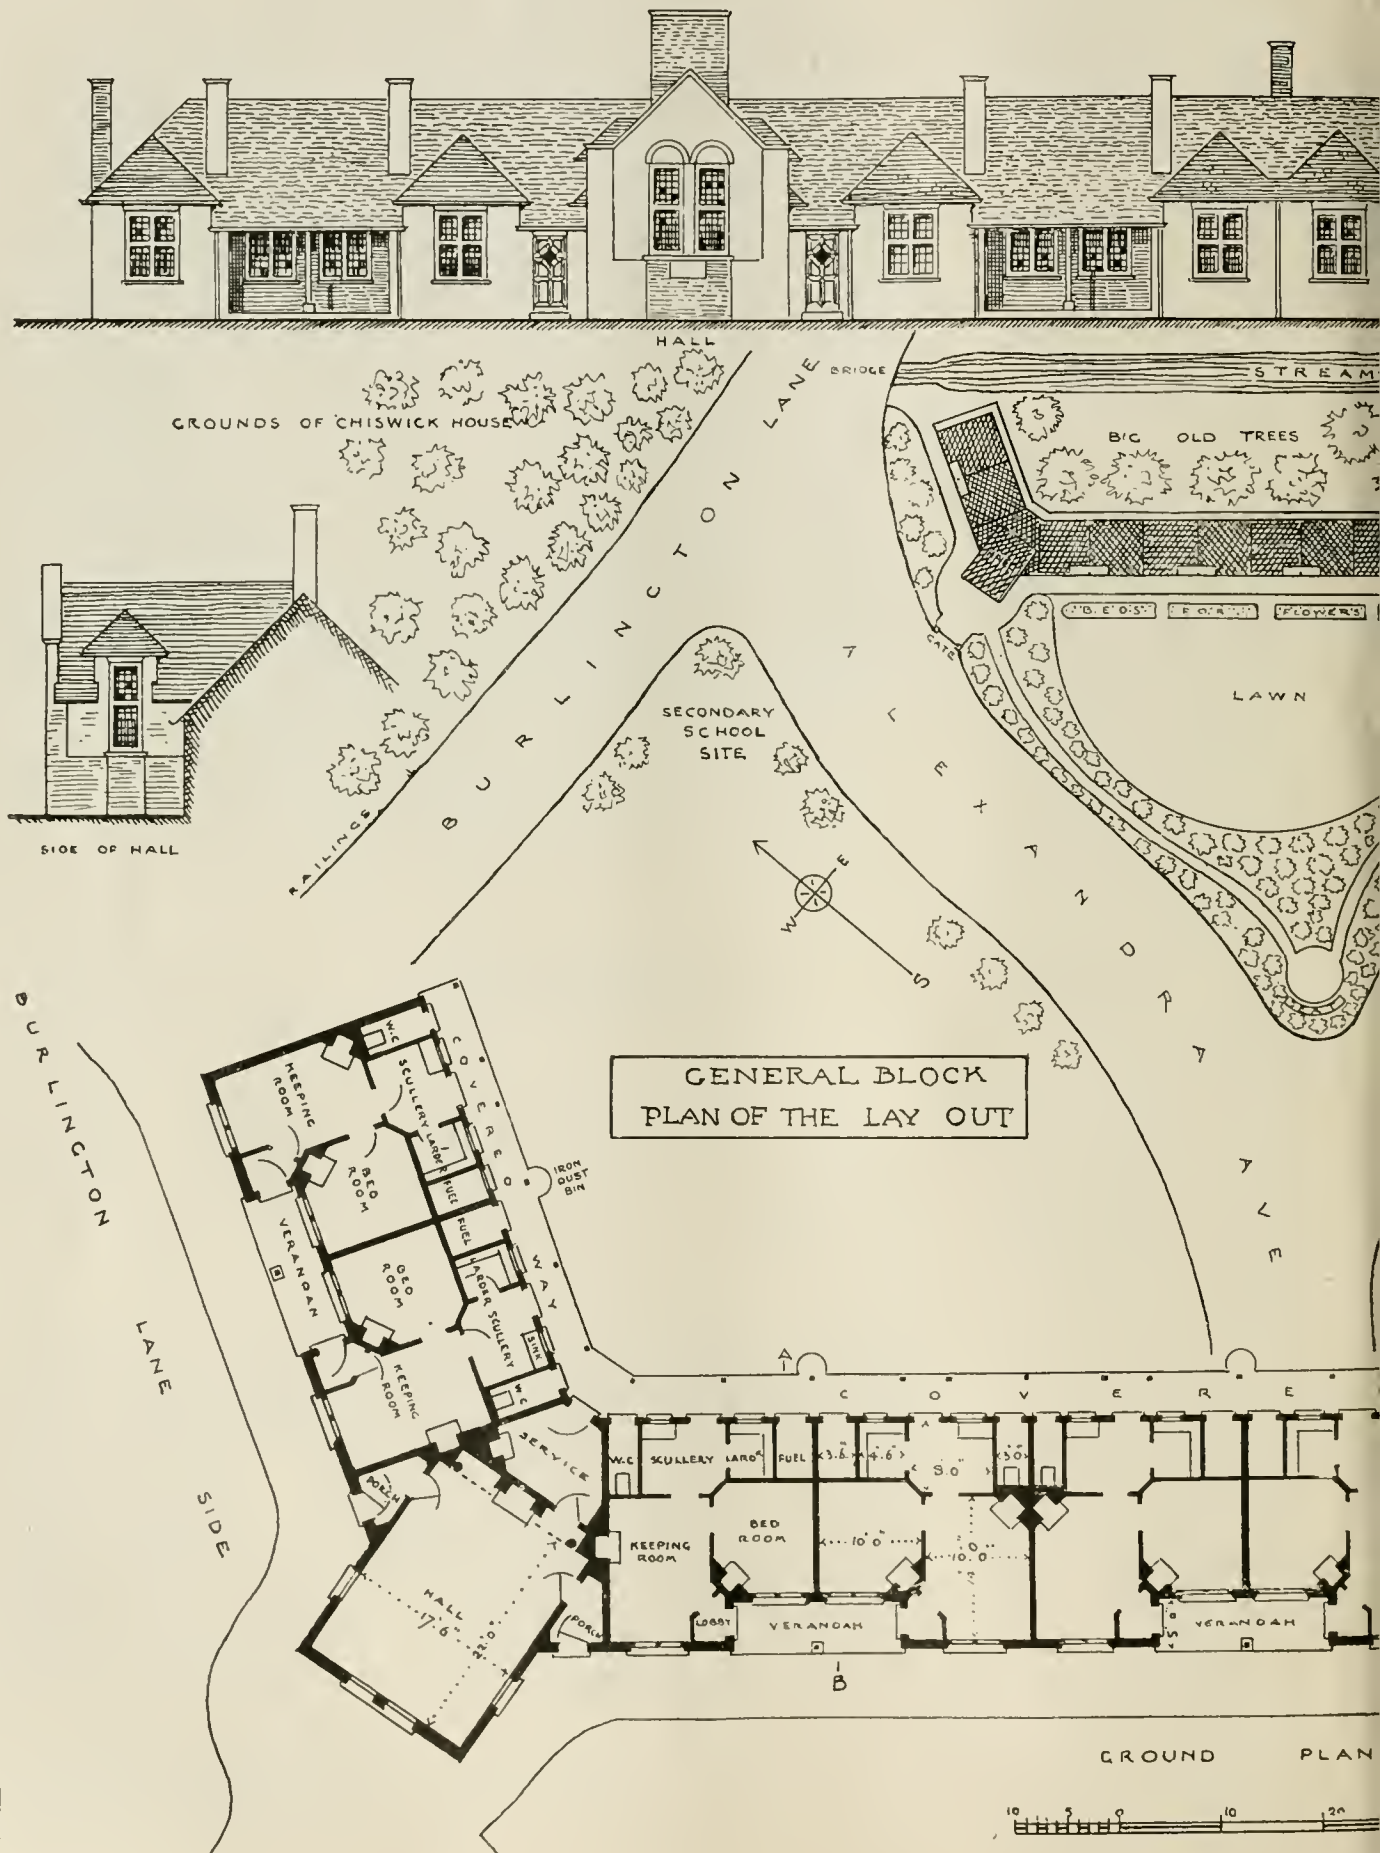 HALL
GROUNDS OF CHISWICK HOUSE
BURLINGTON LANE
BRIDGE
STREAM
BIG OLD TREES
BEDS FOR FLOWERS
GATE
LAWN
SECONDARY
SCHOOL
SITE
ALEXANDRA AVE
RAILINGS
SIDE OF HALL
W E
S
GENERAL BLOCK
PLAN OF THE LAY OUT
BURLINGTON LANE SIDE
W.C
SCULLERY
LARDER
FUEL
KEEPING
ROOM
BED
ROOM
VERANDAH
COVERED WAY
IRON
DUST
BIN
FUEL
LARDER
SCULLERY
SINK
W.C
BED
ROOM
KEEPING
ROOM
PORCH
SERVICE
HALL
17'.6"
22'.0"
PORCH
A
COVERE
W.C
SCULLERY
LARDR
FUEL
3'.6"
4'.6"
8'.0"
3'.0"
KEEPING
ROOM
BED
ROOM
10'0"
10'.0"
LOBBY
VERANDAH
5'.0"
VERANDAH
B
GROUND PLAN
10 5 0 10 20